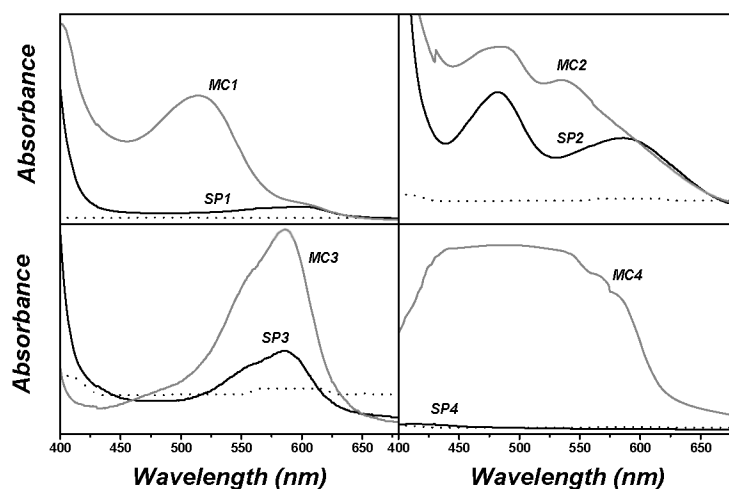 Absorbance
MC1
SP1
MC2
SP2
Absorbance
MC3
SP3
MC4
SP4
400 450 500 550 600 650
400 450 500 550 600 650
Wavelength (nm)
Wavelength (nm)